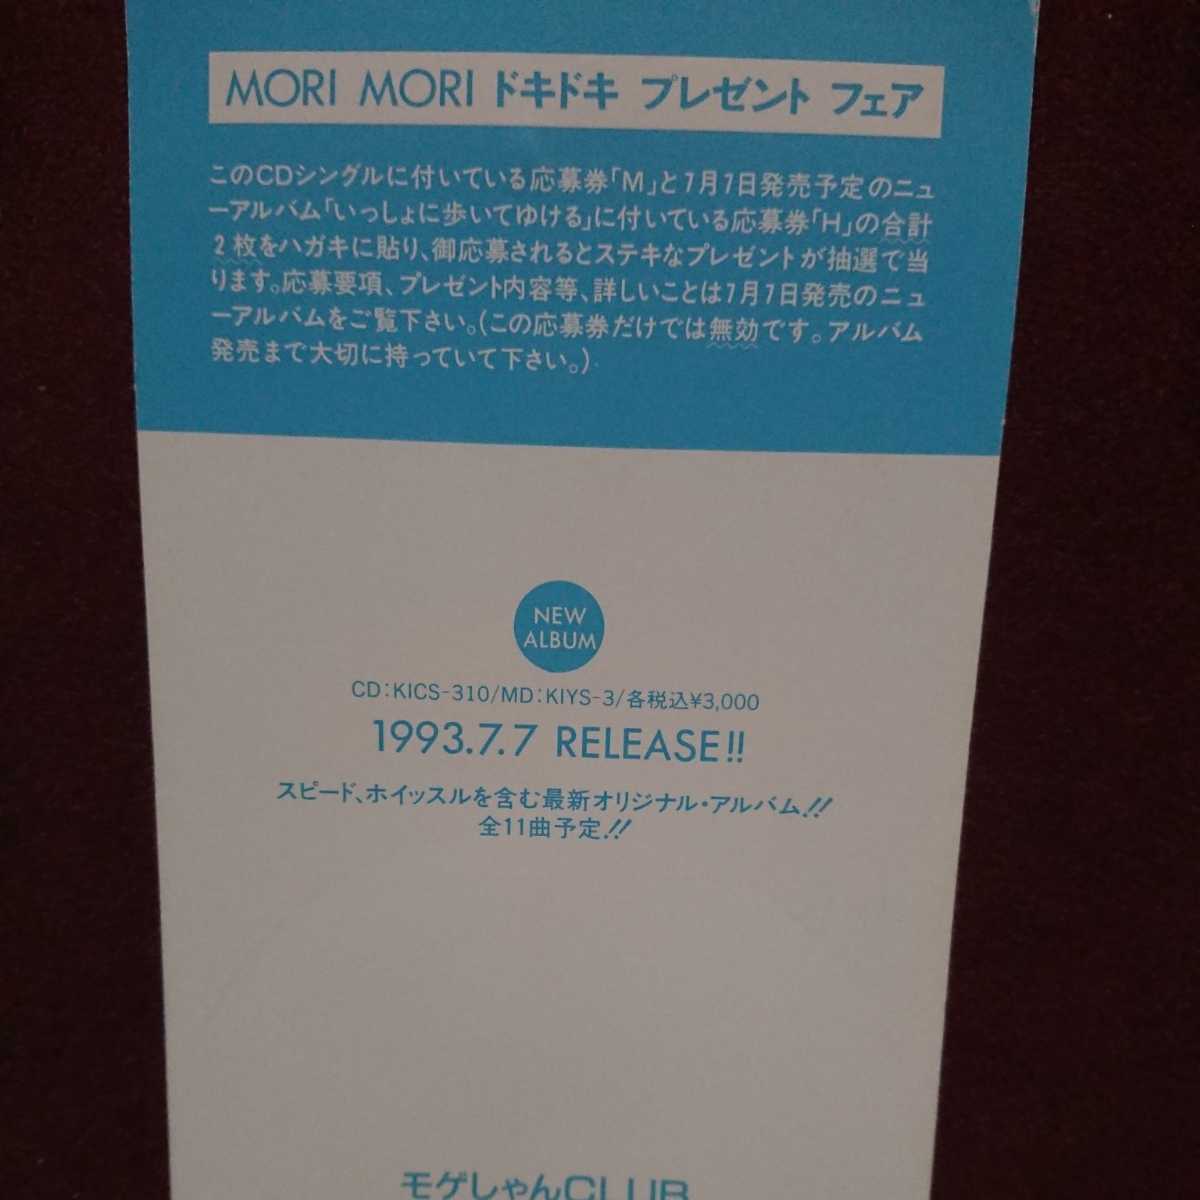 MORI MORI ドキドキ プレゼント フェア
このCDシングルに付いている応募券「M」と7月7日発売予定のニュ
ーアルバム「いっしょに歩いてゆける」に付いている応募券「H」の合計
2枚をハガキに貼り、御応募されるとステキなプレゼントが抽選で当
ります。応募要項、プレゼント内容等、詳しいことは7月7日発売のニュ
ーアルバムをご覧下さい。(この応募券だけでは無効です。アルバム
発売まで大切に持っていて下さい。)
NEW
ALBUM
CD:KICS-310/MD:KIYS-3/各税込¥3,000
1993.7.7 RELEASE!!
スピード、ホイッスルを含む最新オリジナル・アルバム!!
全11曲予定!!
モゲしゃんCLUB